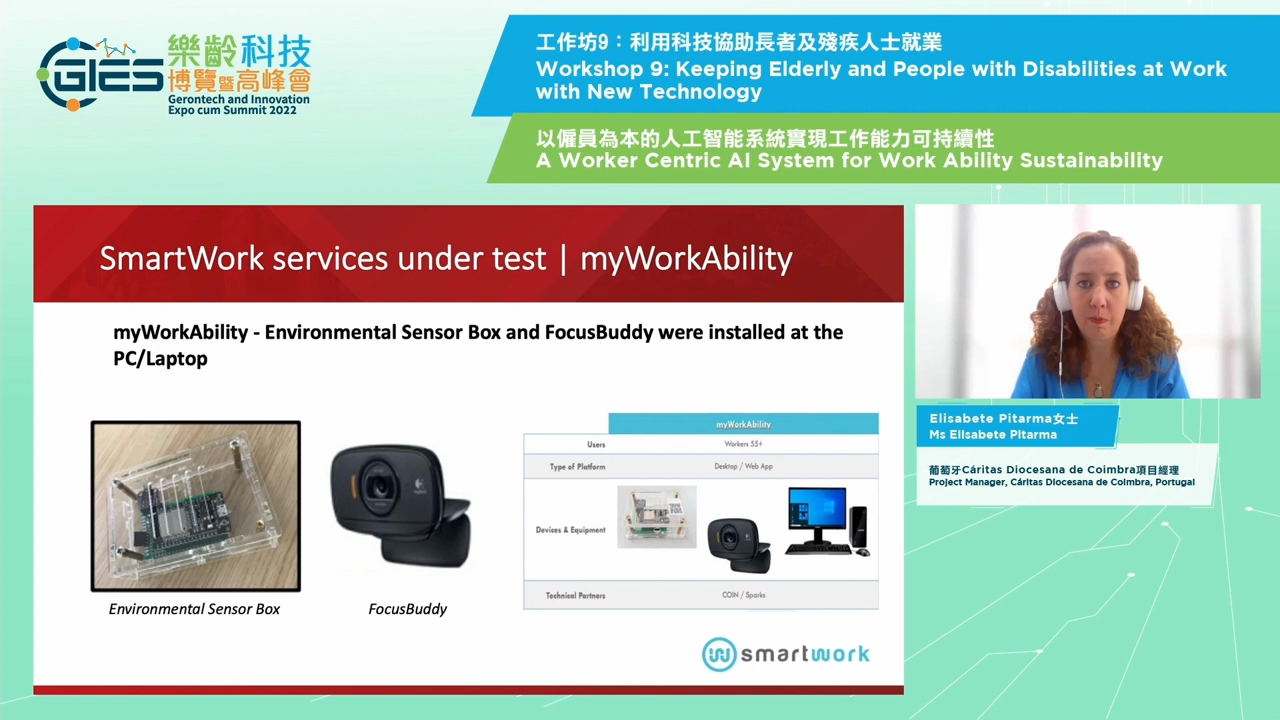 GIES
樂齡科技
博覽暨高峰會
Gerontech and Innovation
Expo cum Summit 2022
工作坊9：利用科技協助長者及殘疾人士就業
Workshop 9: Keeping Elderly and People with Disabilities at Work
with New Technology
以僱員為本的人工智能系統實現工作能力可持續性
A Worker Centric AI System for Work Ability Sustainability
SmartWork services under test | myWorkAbility
myWorkAbility - Environmental Sensor Box and FocusBuddy were installed at the
PC/Laptop
Environmental Sensor Box
FocusBuddy
myWorkAbility
Users
Workers 55+
Type of Platform
Desktop / Web App
Devices & Equipment
Technical Partners
COIN / Sparks
smartwork
Elisabete Pitarma女士
Ms Elisabete Pitarma
葡萄牙Cáritas Diocesana de Coimbra項目經理
Project Manager, Cáritas Diocesana de Coimbra, Portugal